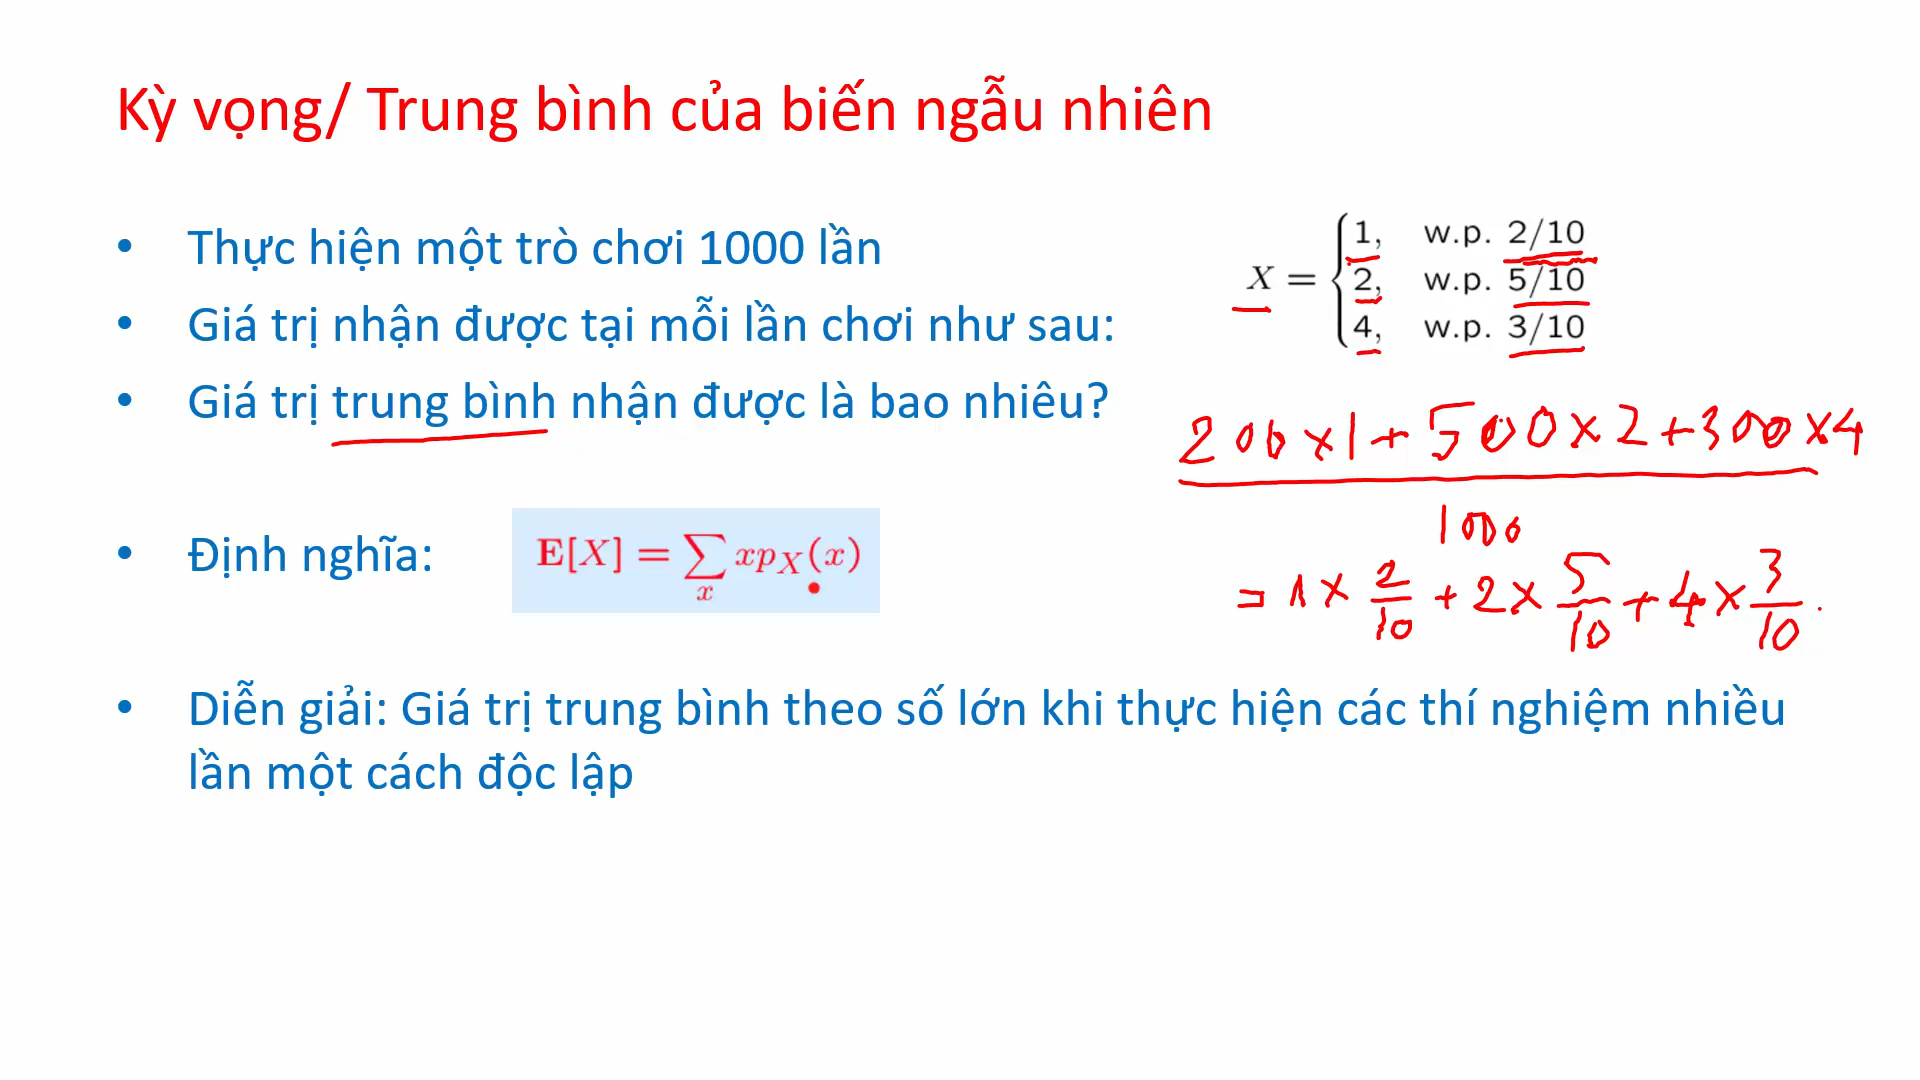 Kỳ vọng/ Trung bình của biến ngẫu nhiên
• Thực hiện một trò chơi 1000 lần
• Giá trị nhận được tại mỗi lần chơi như sau:
X = { 1, w.p. 2/10
2, w.p. 5/10
4, w.p. 3/10
• Giá trị trung bình nhận được là bao nhiêu?
200 x 1 + 500 x 2 + 300 x 4
1000
= 1 x 2/10 + 2 x 5/10 + 4 x 3/10 .
• Định nghĩa: E[X] = ∑x xpX(x)
• Diễn giải: Giá trị trung bình theo số lớn khi thực hiện các thí nghiệm nhiều
lần một cách độc lập